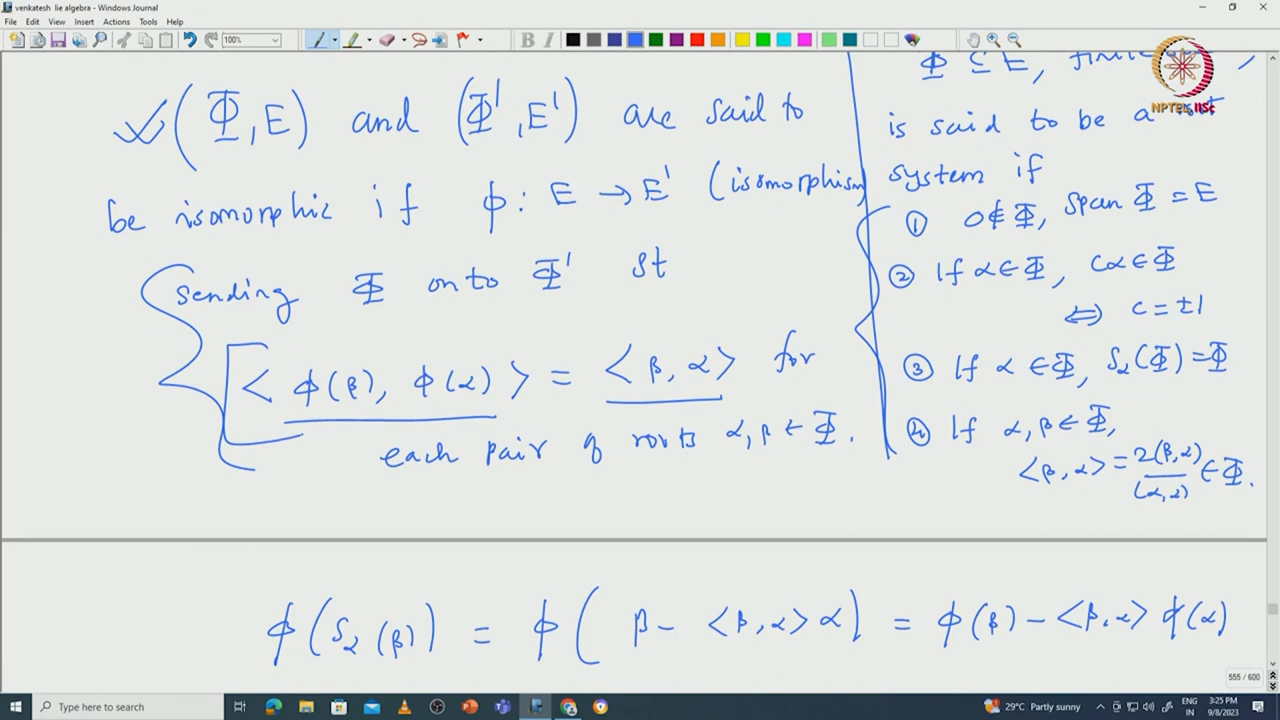 venkatesh lie algebra - Windows Journal
File Edit View Insert Actions Tools Help
100%
B I
NPTEL IISc
(Φ, E) and (Φ', E') are said to
be isomorphic if ϕ : E → E' (isomorphism)
sending Φ onto Φ' st
< ϕ(β), ϕ(α) > = < β, α > for
each pair of roots α, β ∈ Φ.
Φ ⊆ E,
is said to be a
system if
① 0 ∉ Φ, span Φ = E
② If α ∈ Φ, cα ∈ Φ
⇔ c = ±1
③ If α ∈ Φ, S_α(Φ) = Φ
④ If α, β ∈ Φ,
<β, α> = 2(β, α)/(α, α) ∈ Φ.
ϕ(S_α(β)) = ϕ(β - <β, α> α) = ϕ(β) - <β, α> ϕ(α)
555 / 600
Type here to search
29°C Partly sunny
ENG
IN
3:25 PM
9/8/2023